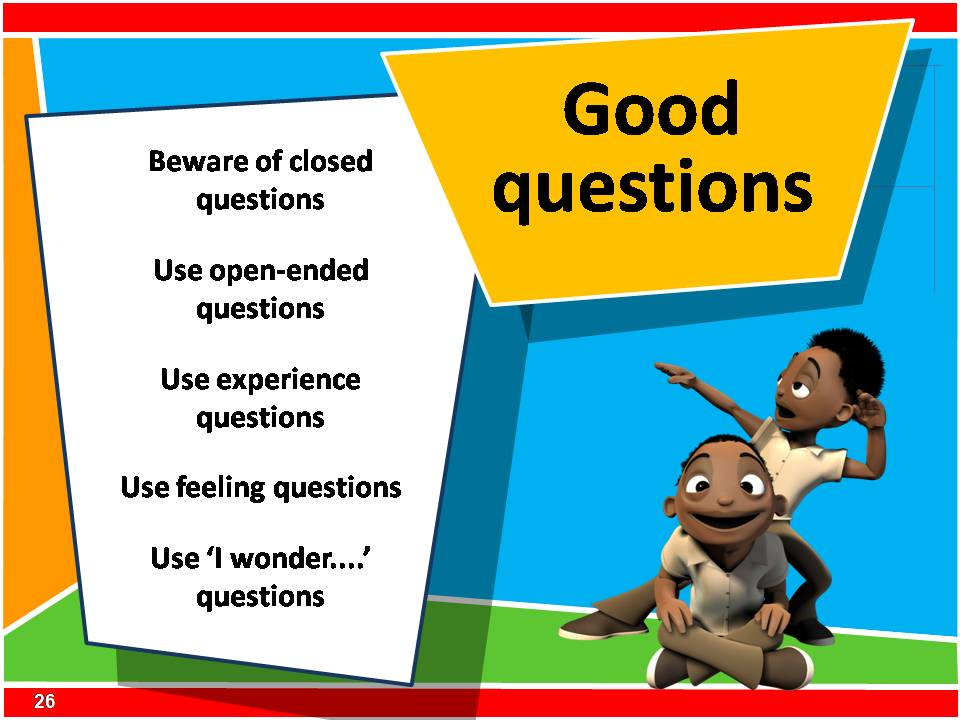 Good
questions
Beware of closed
questions
Use open-ended
questions
Use experience
questions
Use feeling questions
Use ‘I wonder....’
questions
26